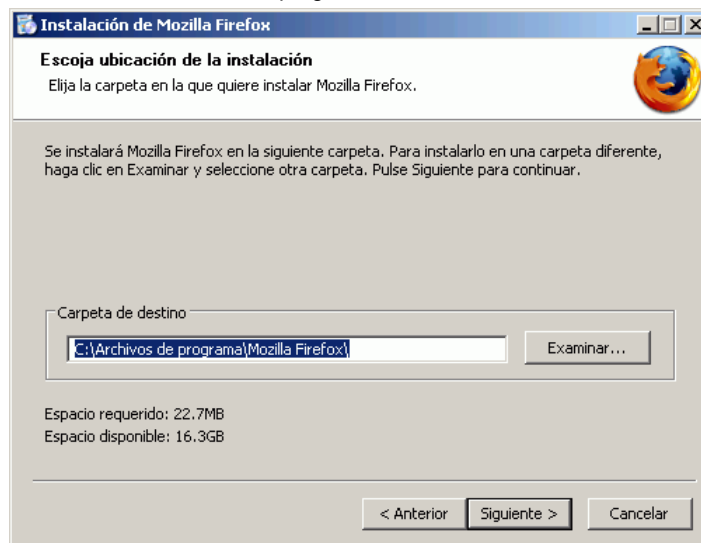 Instalación de Mozilla Firefox
Escoja ubicación de la instalación
Elija la carpeta en la que quiere instalar Mozilla Firefox.
Se instalará Mozilla Firefox en la siguiente carpeta. Para instalarlo en una carpeta diferente,
haga clic en Examinar y seleccione otra carpeta. Pulse Siguiente para continuar.
Carpeta de destino
C:\Archivos de programa\Mozilla Firefox\
Examinar...
Espacio requerido: 22.7MB
Espacio disponible: 16.3GB
< Anterior
Siguiente >
Cancelar